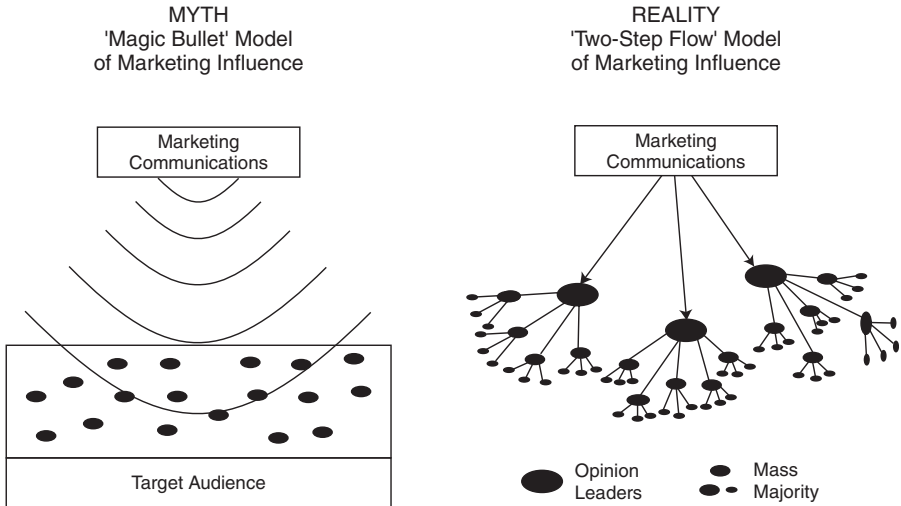 MYTH
'Magic Bullet' Model
of Marketing Influence
Marketing
Communications
Target Audience
REALITY
'Two-Step Flow' Model
of Marketing Influence
Marketing
Communications
Opinion
Leaders
Mass
Majority